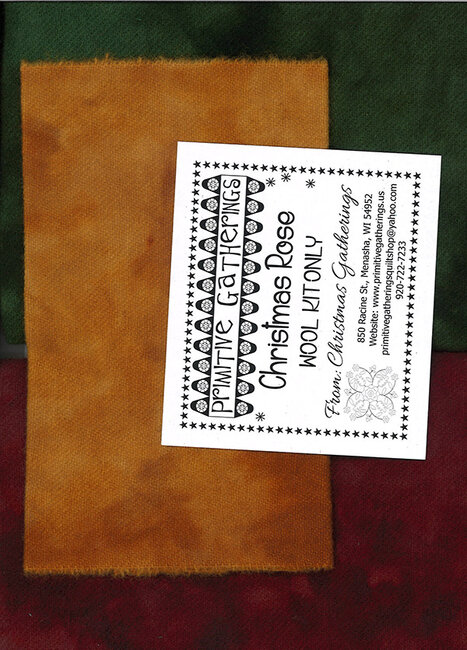 PRIMITIVE GATHERINGS
Christmas Rose
WOOL KIT ONLY
From: Christmas Gatherings
850 Racine St., Menasha, WI 54952
Website: www.primitivegatherings.us
primitivegatheringsquiltshop@yahoo.com
920-722-7233